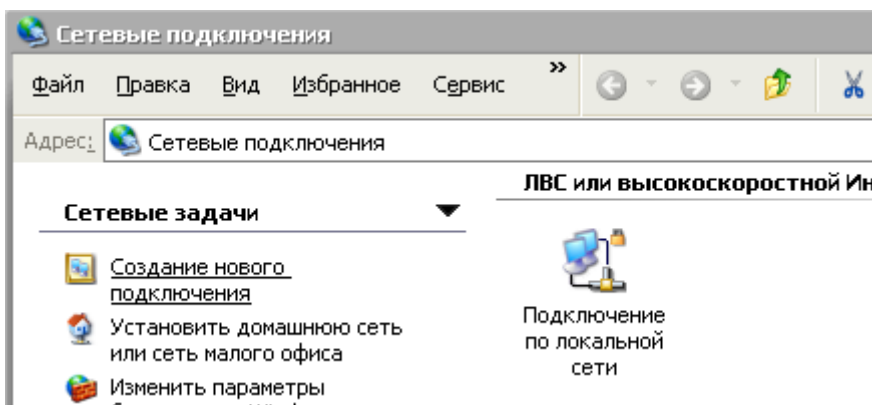 Сетевые подключения
Файл Правка Вид Избранное Сервис »
Адрес: Сетевые подключения
Сетевые задачи
Создание нового
подключения
Установить домашнюю сеть
или сеть малого офиса
Изменить параметры
ЛВС или высокоскоростной Ин
Подключение
по локальной
сети